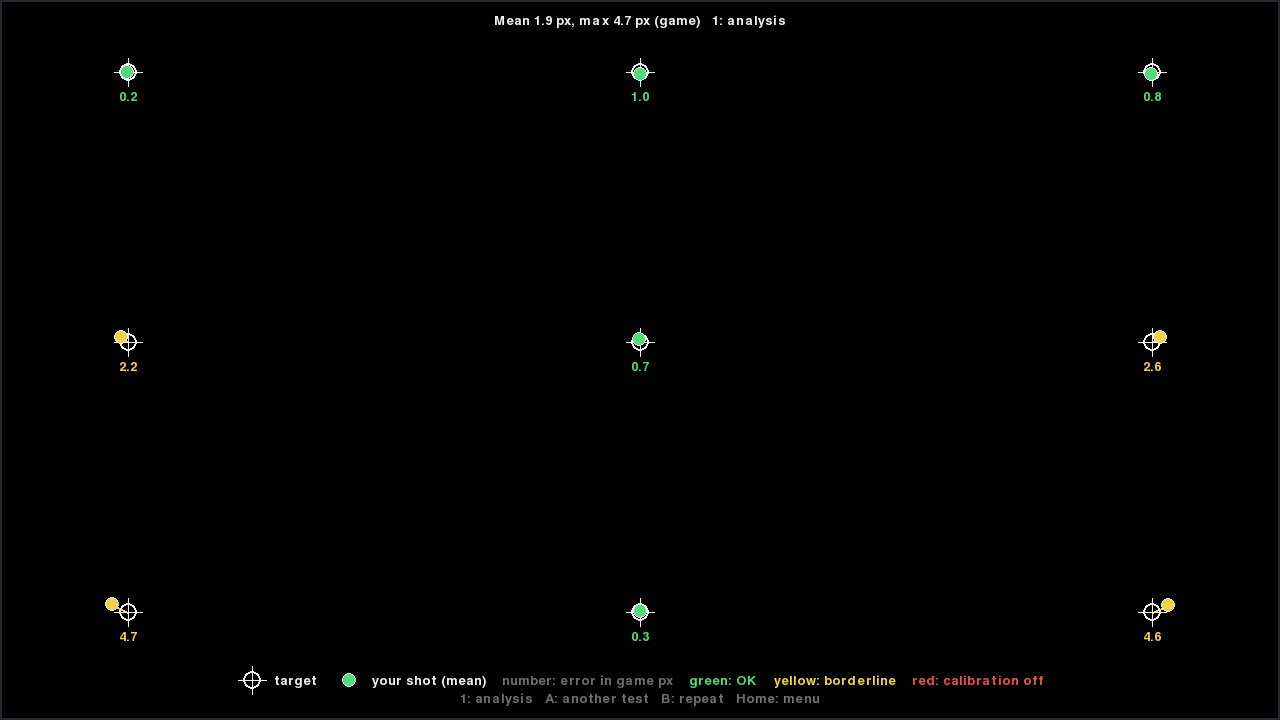 Mean 1.9 px, max 4.7 px (game)   1: analysis
0.2   1.0   0.8
2.2   0.7   2.6
4.7   0.3   4.6
target   your shot (mean)   number: error in game px   green: OK   yellow: borderline   red: calibration off
1: analysis   A: another test   B: repeat   Home: menu